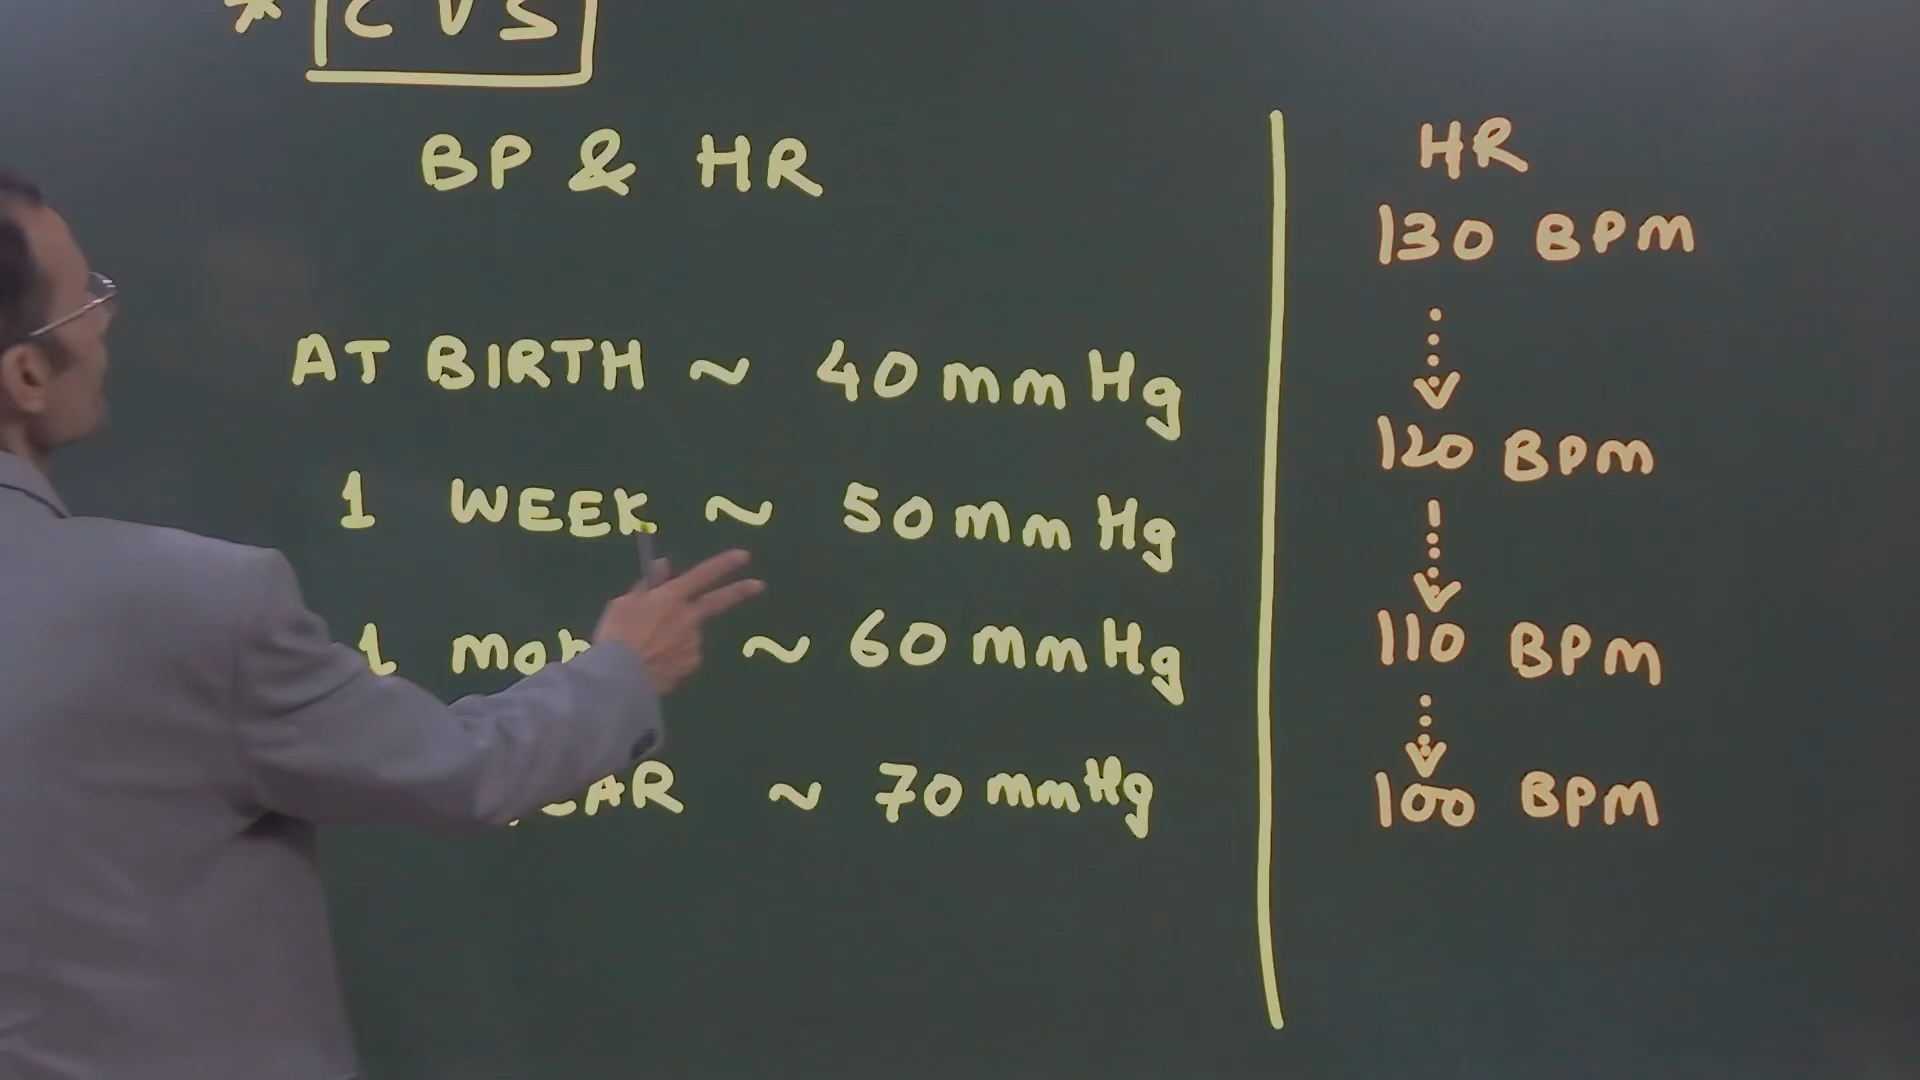 * CVS
BP & HR
AT BIRTH ~ 40 mmHg
1 WEEK ~ 50 mmHg
1 ~ 60 mmHg
~ 70 mmHg
HR
130 BPM
120 BPM
110 BPM
100 BPM